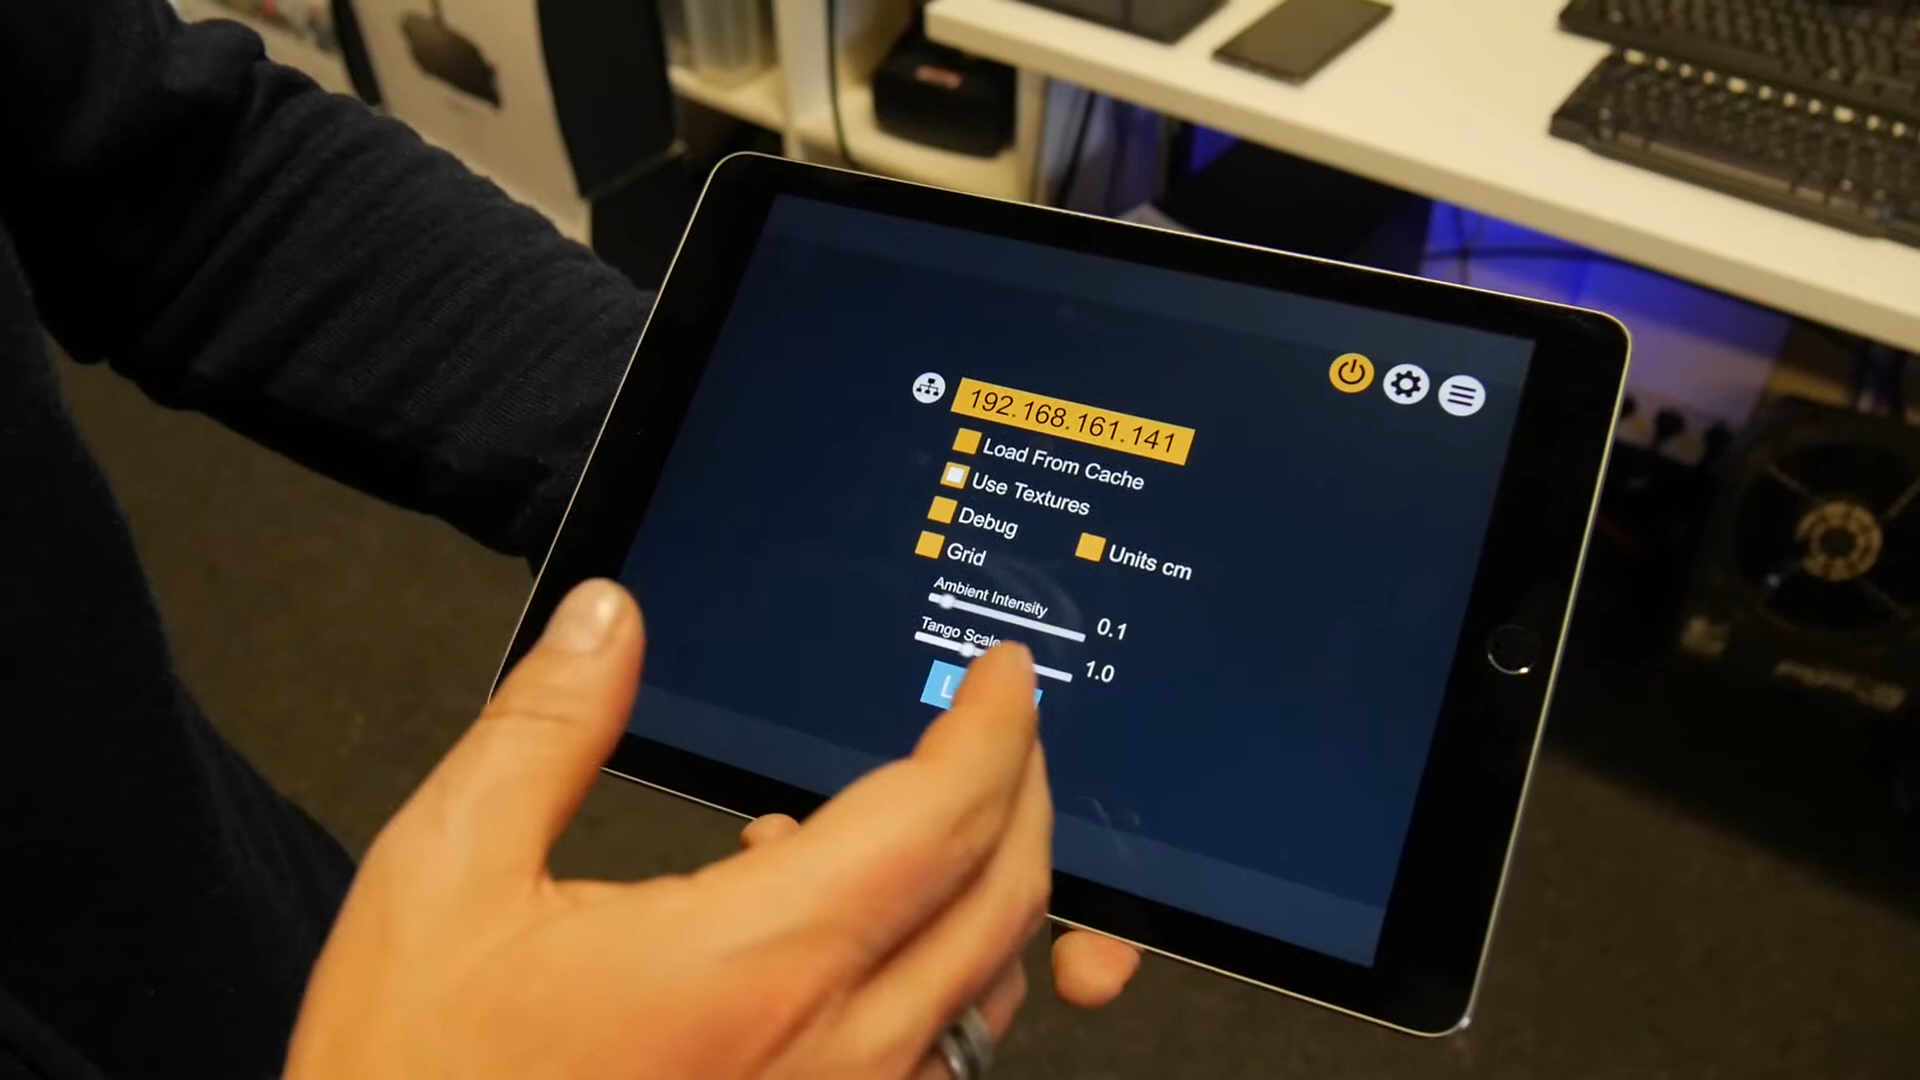 192.168.161.141
Load From Cache
Use Textures
Debug
Units cm
Grid
Ambient Intensity
0.1
Tango Scale
1.0